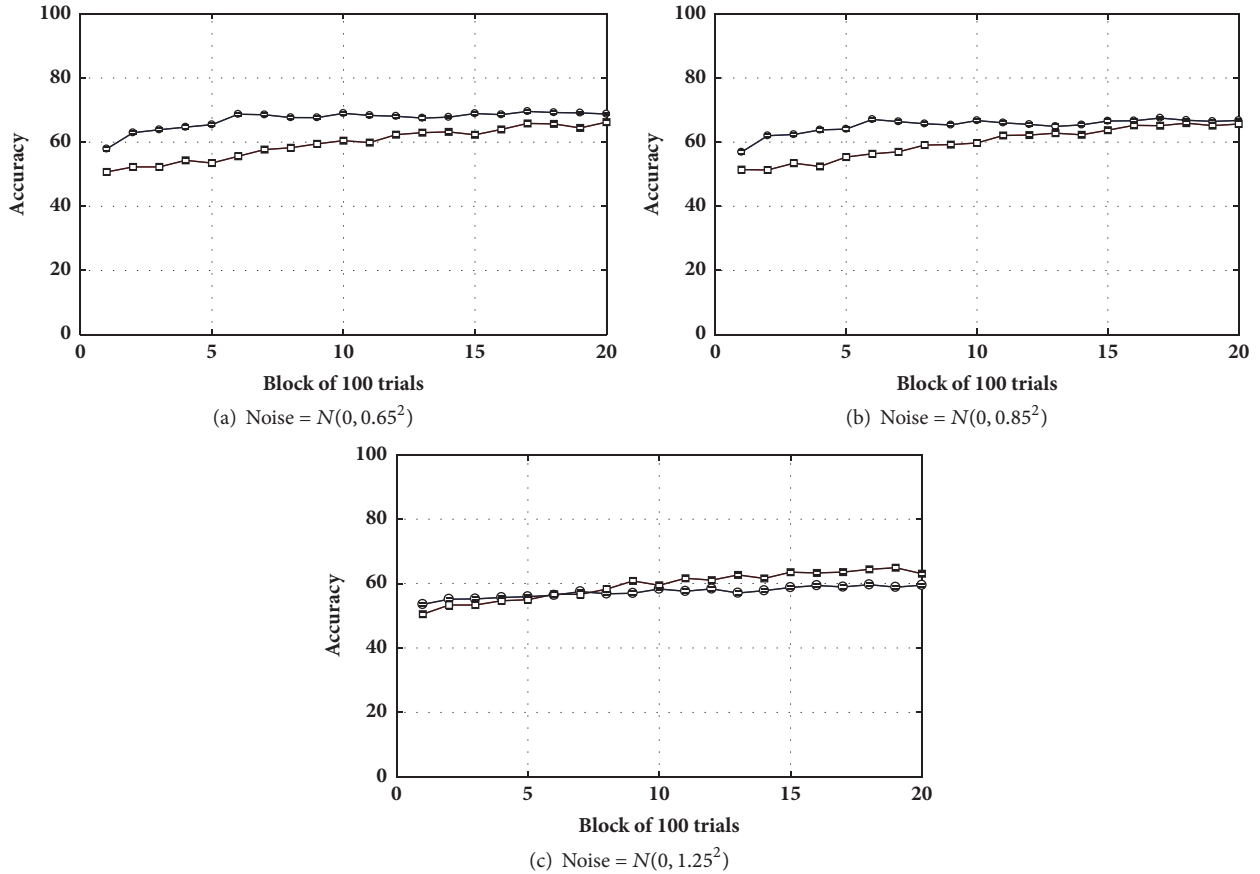 100
80
60
40
20
0
Accuracy
0 5 10 15 20
Block of 100 trials
(a) Noise = N(0, 0.65²)
100
80
60
40
20
0
Accuracy
0 5 10 15 20
Block of 100 trials
(b) Noise = N(0, 0.85²)
100
80
60
40
20
0
Accuracy
0 5 10 15 20
Block of 100 trials
(c) Noise = N(0, 1.25²)